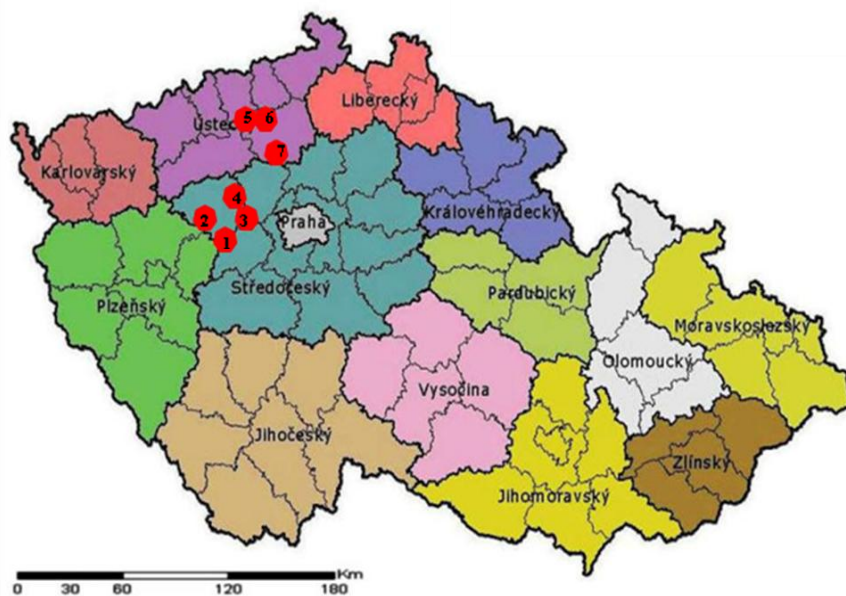 Liberecký
5 6
Ústec
7
Karlovarský
4
2 3
Královéhradecký
Praha
1
Středočeský
Pardubický
Plzeňský
Moravskoslezský
Olomoucký
Vysočina
Jihočeský
Zlínský
Jihomoravský
Km
0 30 60 120 180